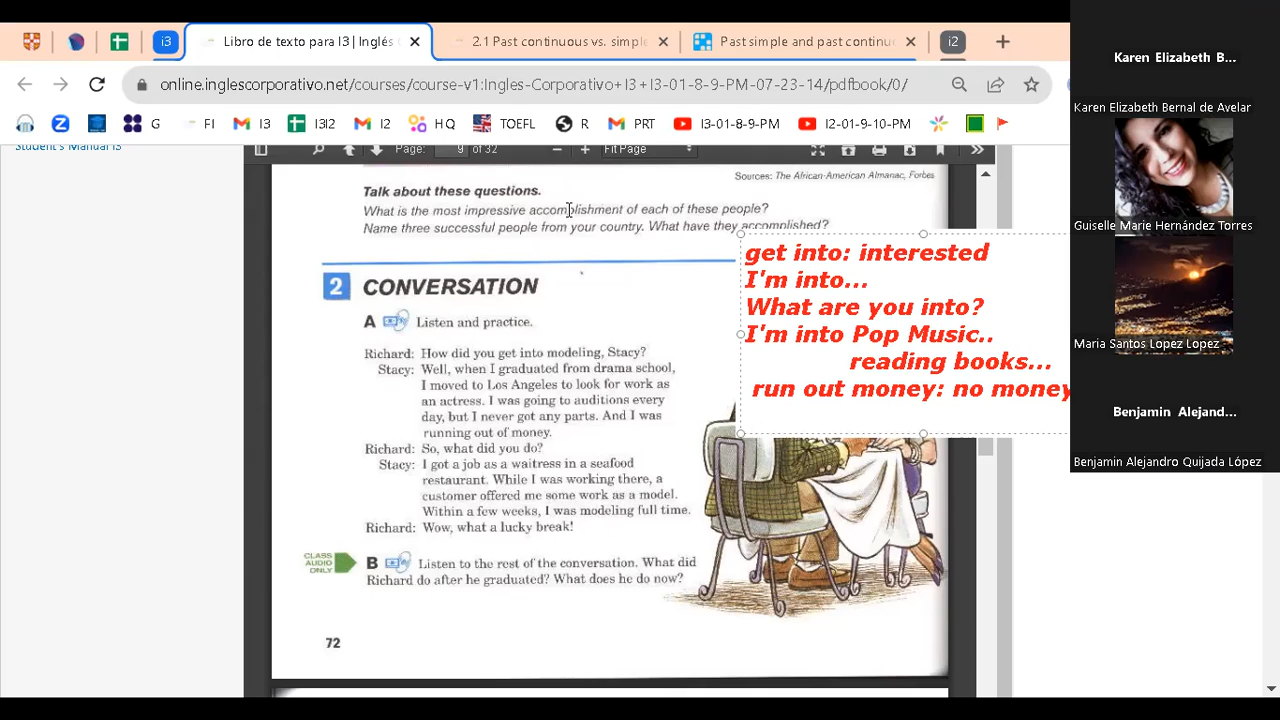 i3
Libro de texto para I3 | Inglés
2.1 Past continuous vs. simple
Past simple and past continu
i2
online.inglescorporativo.net/courses/course-v1:Ingles-Corporativo+I3+I3-01-8-9-PM-07-23-14/pdfbook/0/
G
FI
I3
I3I2
I2
HQ
TOEFL
R
PRT
I3-01-8-9-PM
I2-01-9-10-PM
Student's Manual I3
Page: 9 of 32
Fit Page
Sources: The African-American Almanac, Forbes
Talk about these questions.
What is the most impressive accomplishment of each of these people?
Name three successful people from your country. What have they accomplished?
2 CONVERSATION
A Listen and practice.
Richard: How did you get into modeling, Stacy?
Stacy: Well, when I graduated from drama school,
I moved to Los Angeles to look for work as
an actress. I was going to auditions every
day, but I never got any parts. And I was
running out of money.
Richard: So, what did you do?
Stacy: I got a job as a waitress in a seafood
restaurant. While I was working there, a
customer offered me some work as a model.
Within a few weeks, I was modeling full time.
Richard: Wow, what a lucky break!
CLASS
AUDIO
ONLY
B Listen to the rest of the conversation. What did
Richard do after he graduated? What does he do now?
72
get into: interested
I'm into...
What are you into?
I'm into Pop Music..
reading books...
run out money: no money
Karen Elizabeth B...
Karen Elizabeth Bernal de Avelar
Guiselle Marie Hernández Torres
Maria Santos Lopez Lopez
Benjamin Alejand...
Benjamin Alejandro Quijada López